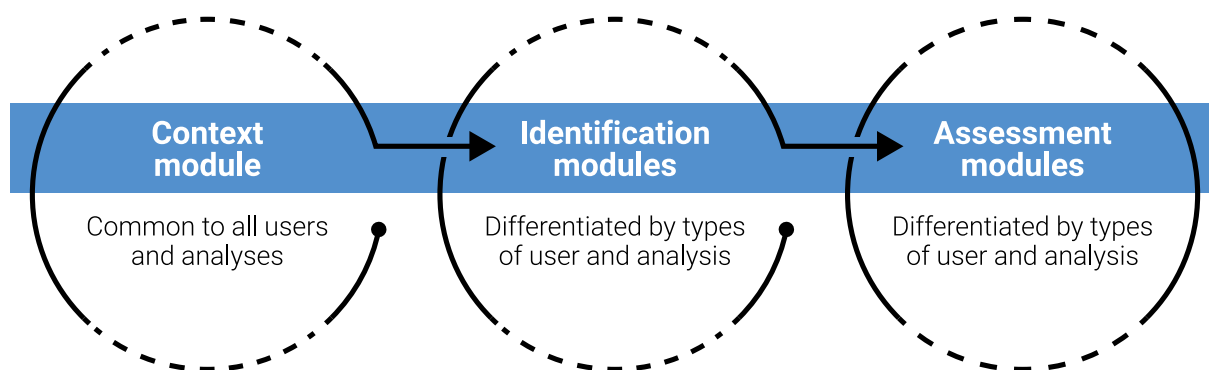 Context
module
Common to all users
and analyses
Identification
modules
Differentiated by types
of user and analysis
Assessment
modules
Differentiated by types
of user and analysis